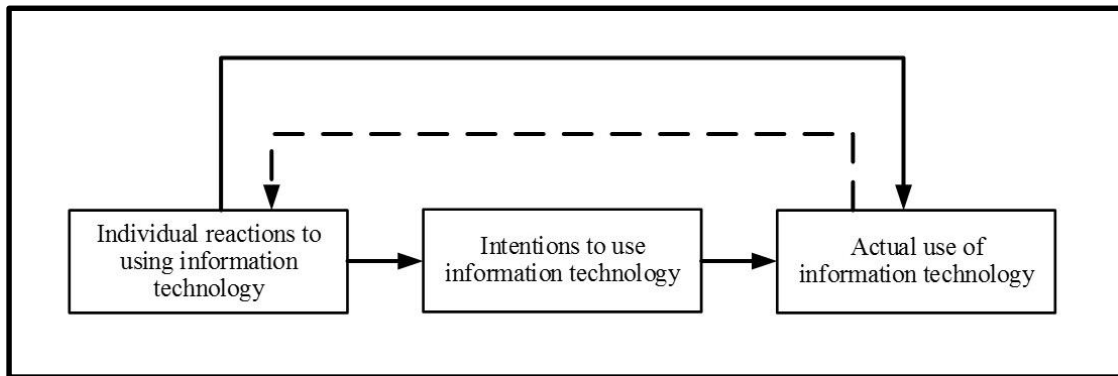 Individual reactions to
using information
technology
Intentions to use
information technology
Actual use of
information technology